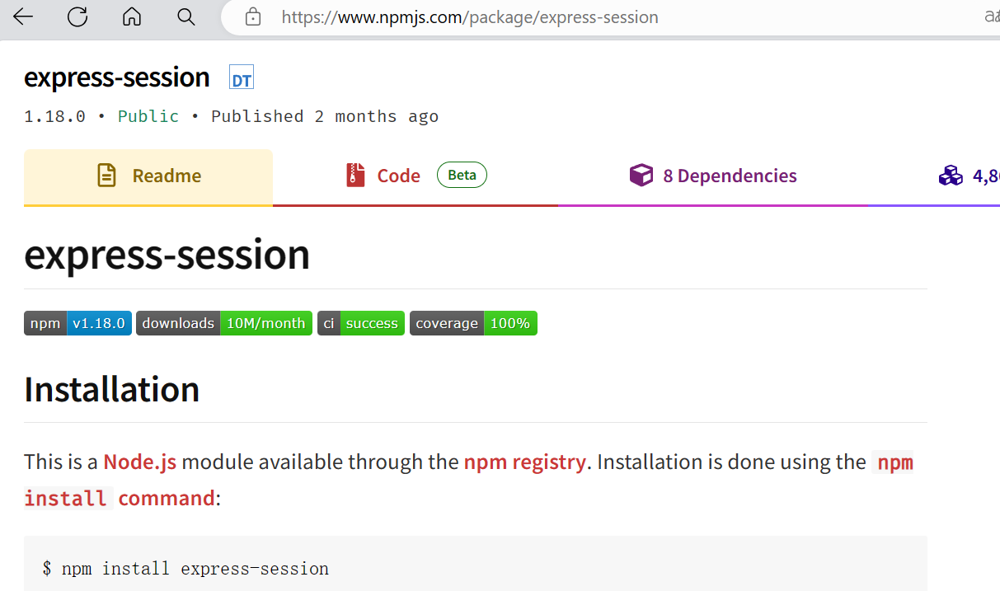 https://www.npmjs.com/package/express-session
express-session DT
1.18.0 • Public • Published 2 months ago
Readme Code Beta 8 Dependencies
express-session
npm v1.18.0 downloads 10M/month ci success coverage 100%
Installation
This is a Node.js module available through the npm registry. Installation is done using the npm
install command:
$ npm install express-session